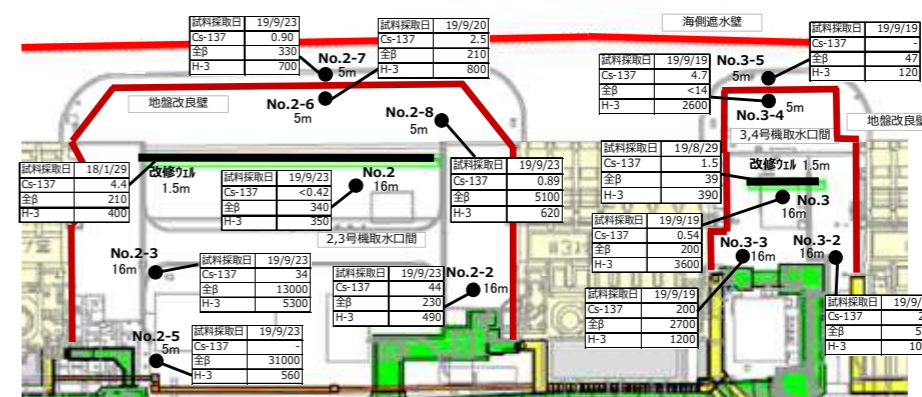 海側遮水壁
試料採取日 19/9/23
Cs-137 0.90
全β 330
H-3 700
No.2-7
5m
試料採取日 19/9/20
Cs-137 2.5
全β 210
H-3 800
No.2-6
5m
地盤改良壁
No.2-8
5m
試料採取日 19/9/23
Cs-137 0.89
全β 5100
H-3 620
試料採取日 18/1/29
Cs-137 4.4
全β 210
H-3 400
改修ウェル
1.5m
試料採取日 19/9/23
Cs-137 <0.42
全β 340
H-3 350
No.2
16m
2,3号機取水口間
No.2-3
16m
試料採取日 19/9/23
Cs-137 34
全β 13000
H-3 5300
試料採取日 19/9/23
Cs-137 44
全β 230
H-3 490
No.2-2
16m
No.2-5
5m
試料採取日 19/9/23
Cs-137 -
全β 31000
H-3 560
試料採取日 19/9/19
Cs-137 -
全β 47
H-3 120
No.3-5
5m
試料採取日 19/9/19
Cs-137 4.7
全β <14
H-3 2600
5m
No.3-4
地盤改良壁
3,4号機取水口間
試料採取日 19/8/29
Cs-137 1.5
全β 39
H-3 390
改修ウェル 1.5m
No.3
16m
試料採取日 19/9/19
Cs-137 0.54
全β 200
H-3 3600
No.3-3
16m
No.3-2
16m
試料採取日 19/9/19
Cs-137 200
全β 2700
H-3 1200
試料採取日 19/9/
Cs-137 2
全β 5
H-3 10